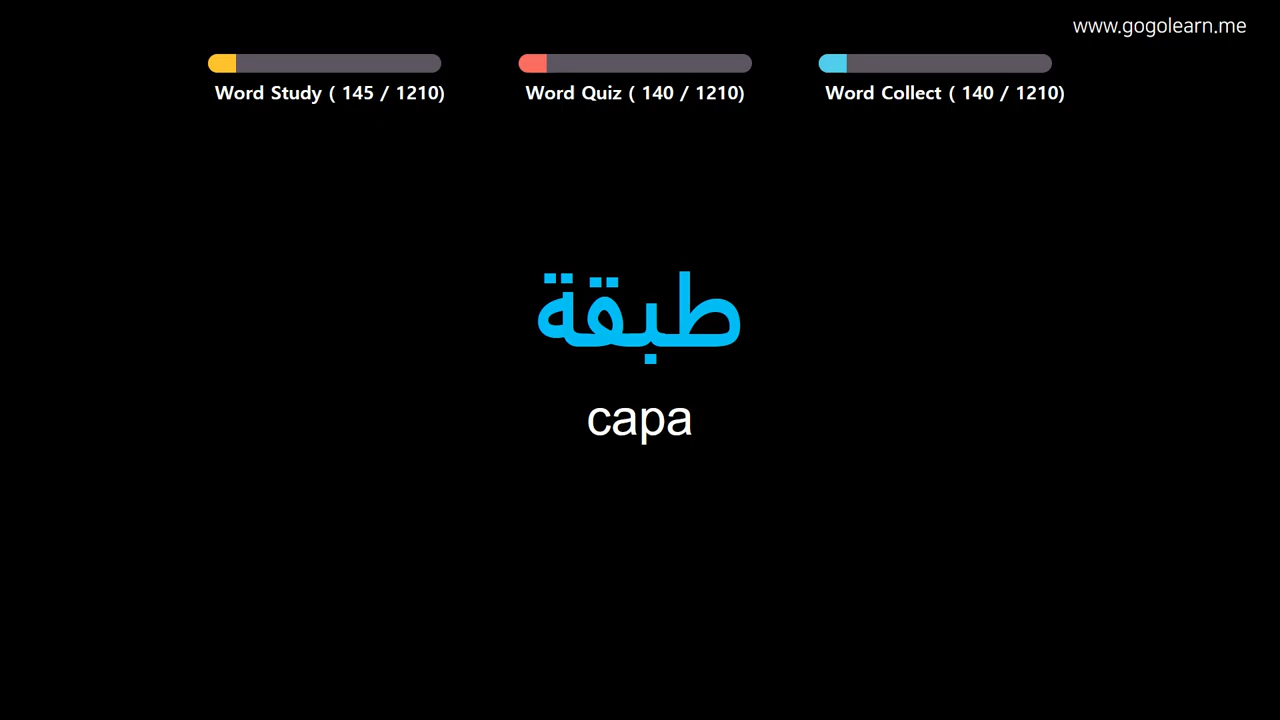 www.gogolearn.me
Word Study ( 145 / 1210)
Word Quiz ( 140 / 1210)
Word Collect ( 140 / 1210)
طبقة
capa